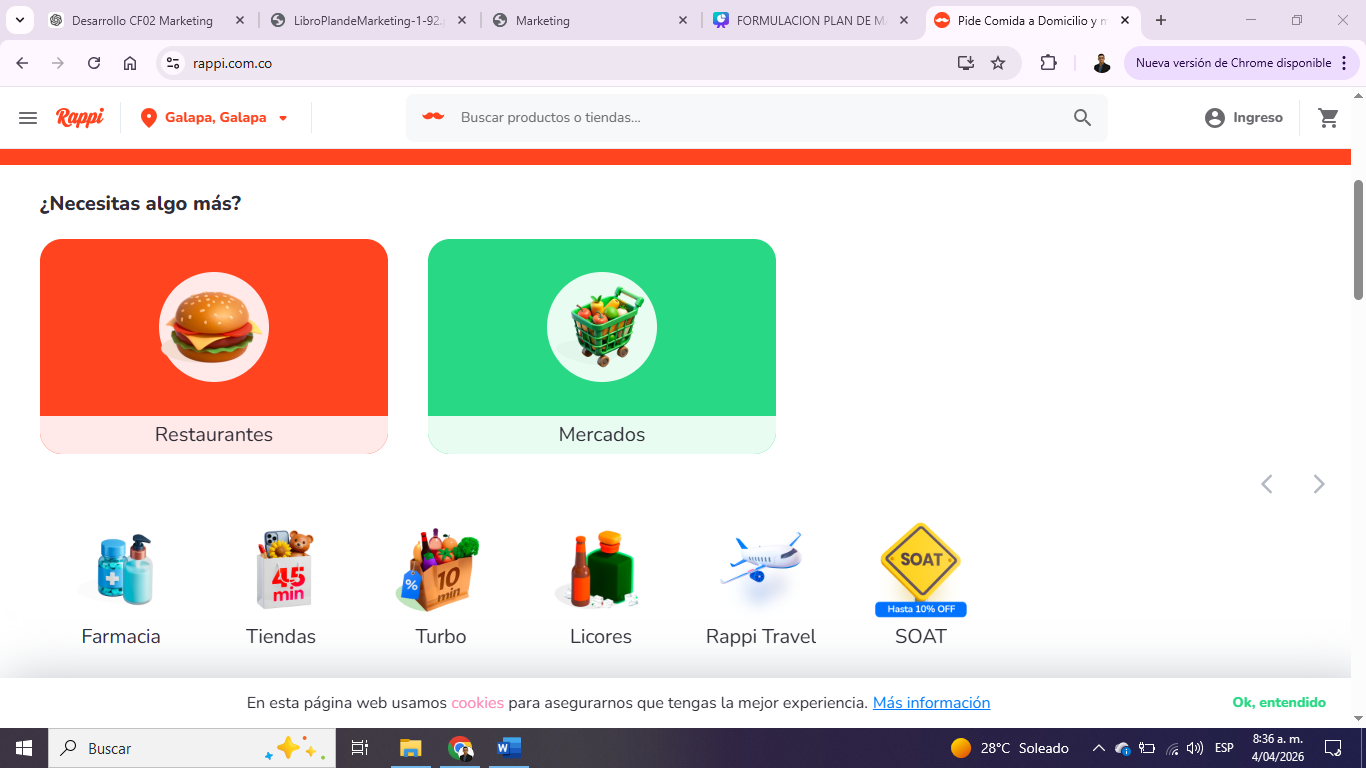 Desarrollo CF02 Marketing
LibroPlandeMarketing-1-92.
Marketing
FORMULACION PLAN DE M
Pide Comida a Domicilio y m
rappi.com.co
Nueva versión de Chrome disponible
Rappi
Galapa, Galapa
Buscar productos o tiendas...
Ingreso
¿Necesitas algo más?
Restaurantes
Mercados
45
min
%
10
min
SOAT
Hasta 10% OFF
Farmacia
Tiendas
Turbo
Licores
Rappi Travel
SOAT
En esta página web usamos cookies para asegurarnos que tengas la mejor experiencia. Más información
Ok, entendido
Buscar
28°C Soleado
ESP
8:36 a. m.
4/04/2026